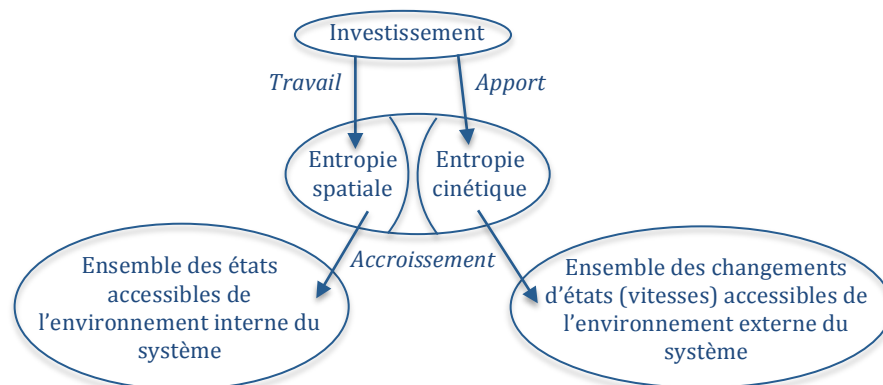 Investissement
Travail
Apport
Entropie
spatiale
Entropie
cinétique
Accroissement
Ensemble des états
accessibles de
l’environnement interne du
système
Ensemble des changements
d’états (vitesses) accessibles de
l’environnement externe du
système